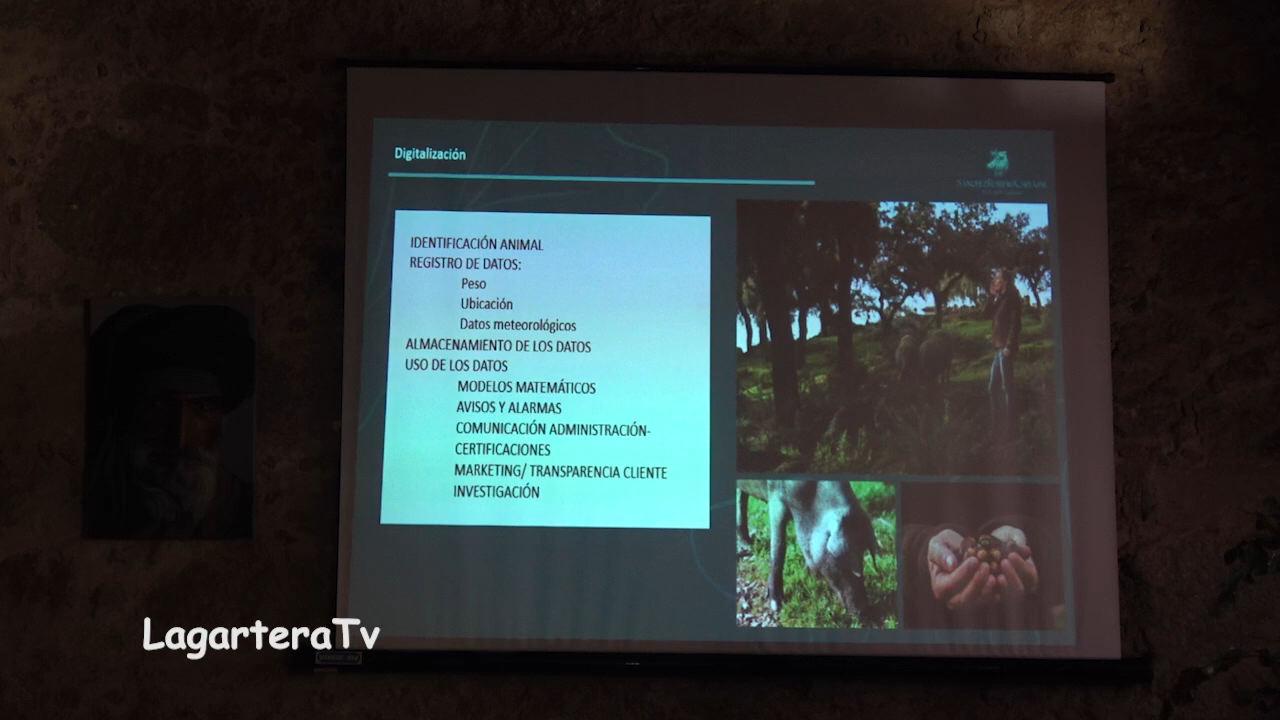 Digitalización
IDENTIFICACIÓN ANIMAL
REGISTRO DE DATOS:
Peso
Ubicación
Datos meteorológicos
ALMACENAMIENTO DE LOS DATOS
USO DE LOS DATOS
MODELOS MATEMÁTICOS
AVISOS Y ALARMAS
COMUNICACIÓN ADMINISTRACIÓN-
CERTIFICACIONES
MARKETING/ TRANSPARENCIA CLIENTE
INVESTIGACIÓN
LagarteraTv